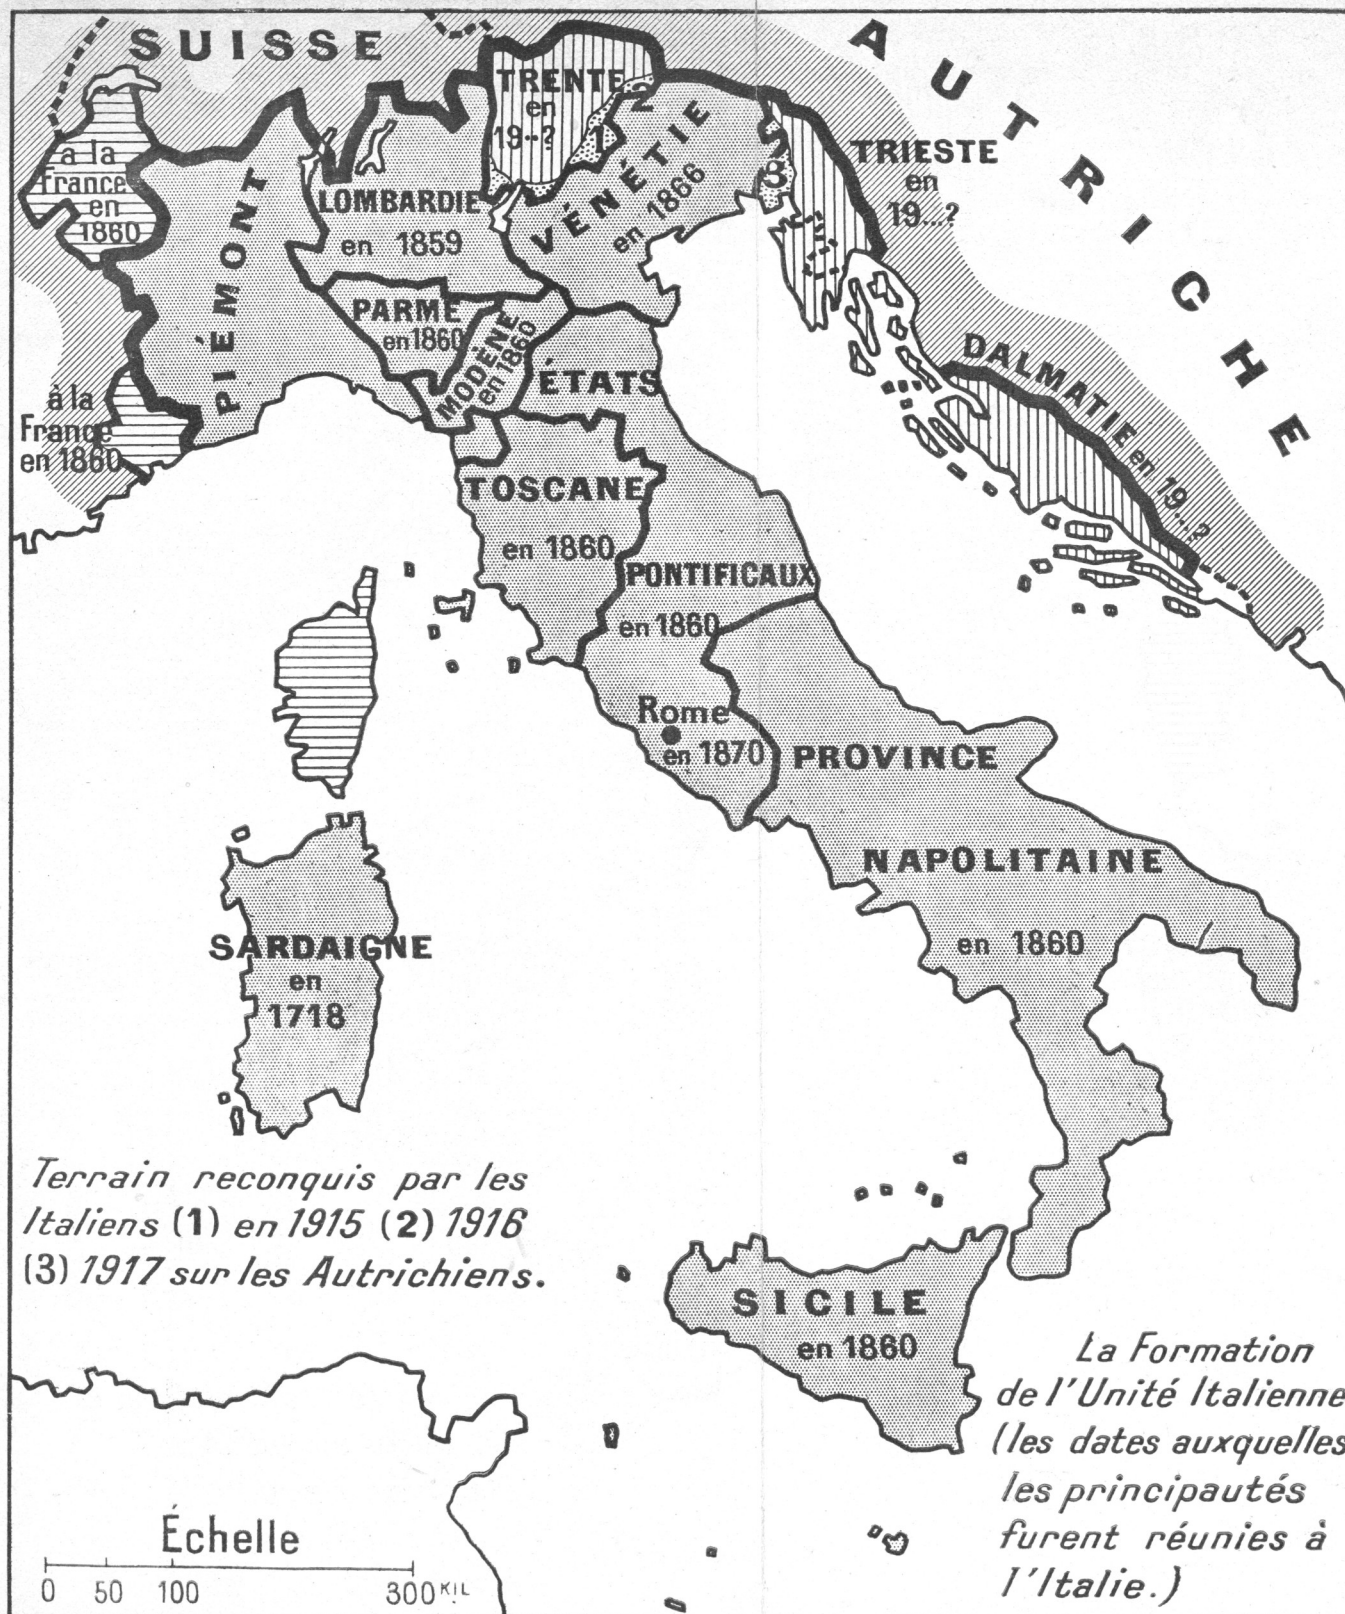 SUISSE
AUTRICHE
TRENTE
en
19--?
1
2
3
TRIESTE
en
19...?
a la
France
en
1860
PIÉMONT
LOMBARDIE
en 1859
VÉNÉTIE
en 1866
PARME
en 1860
MODÈNE
en 1860
à la
France
en 1860
ÉTATS
PONTIFICAUX
en 1860
DALMATIE en 19...?
TOSCANE
en 1860
Rome
en 1870
PROVINCE
NAPOLITAINE
en 1860
SARDAIGNE
en
1718
Terrain reconquis par les
Italiens (1) en 1915 (2) 1916
(3) 1917 sur les Autrichiens.
SICILE
en 1860
La Formation
de l'Unité Italienne
(les dates auxquelles
les principautés
furent réunies à
l'Italie.)
Échelle
0 50 100 300 KIL